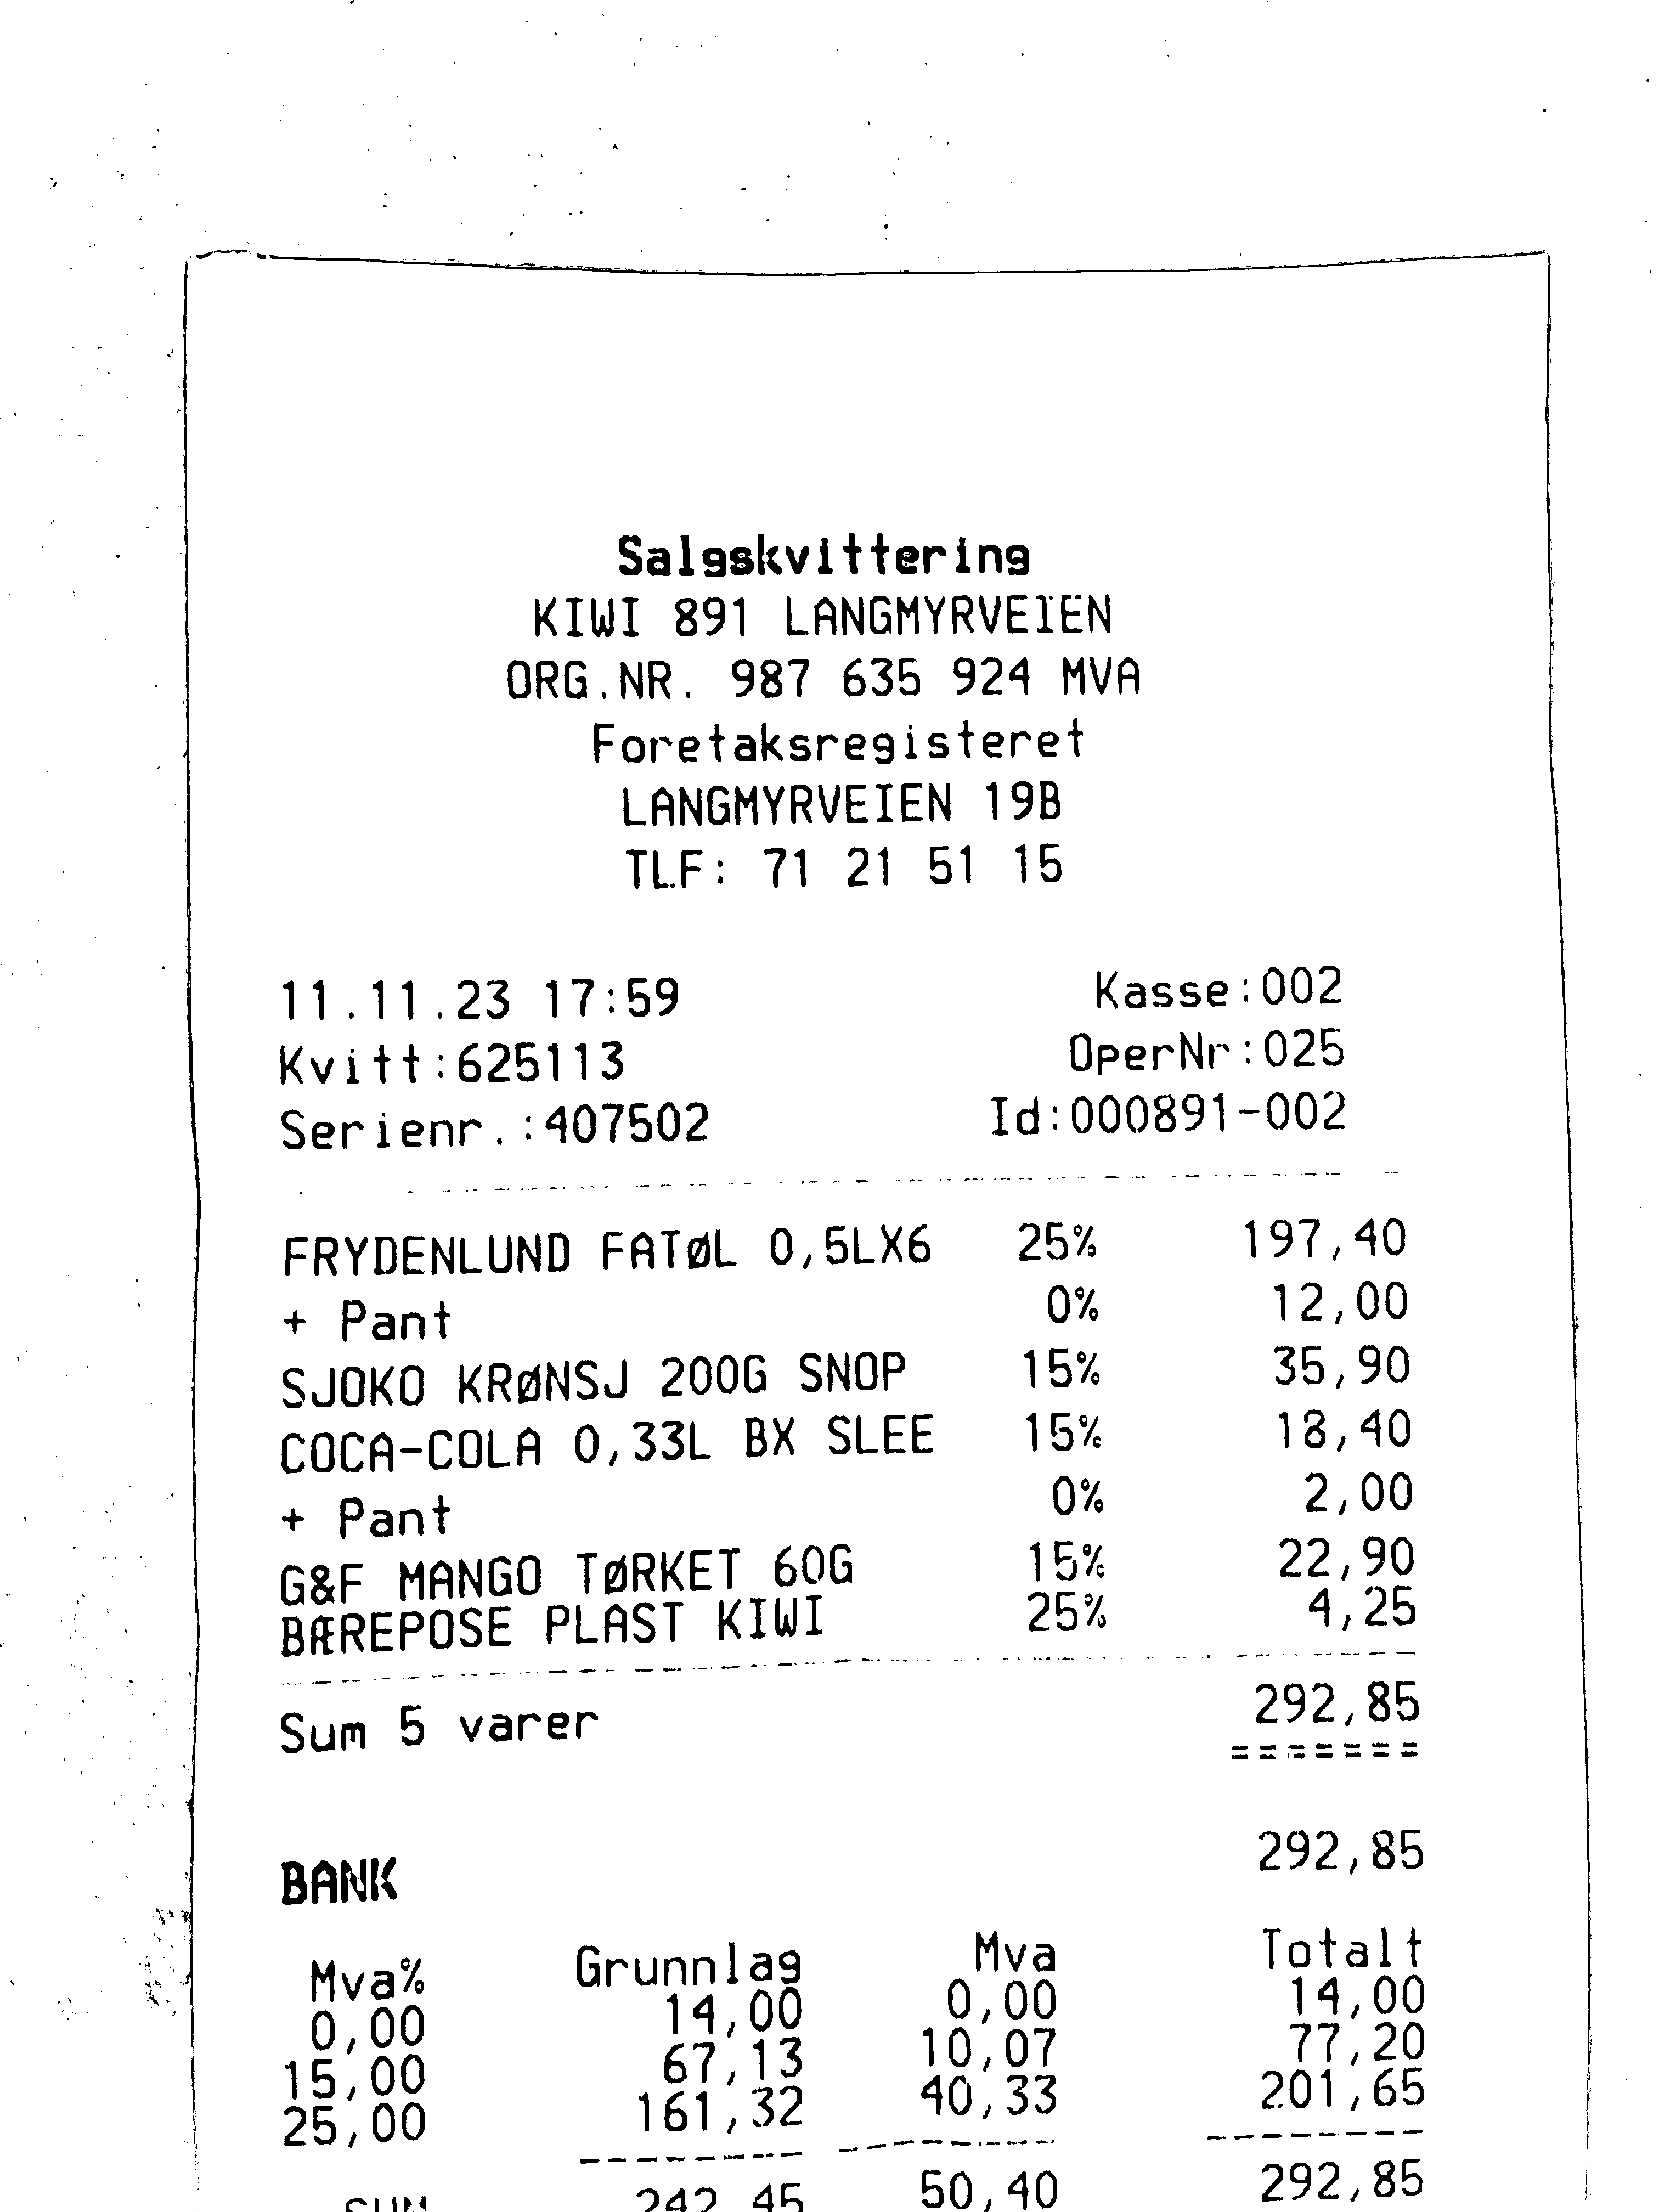 Salgskvittering
KIWI 891 LANGMYRVEIEN
ORG.NR. 987 635 924 MVA
Foretaksregisteret
LANGMYRVEIEN 19B
TLF: 71 21 51 15
11.11.23 17:59 Kasse:002
Kvitt:625113 OperNr:025
Serienr.:407502 Id:000891-002
FRYDENLUND FATØL 0,5LX6 25% 197,40
+ Pant 0% 12,00
SJOKO KRØNSJ 200G SNOP 15% 35,90
COCA-COLA 0,33L BX SLEE 15% 18,40
+ Pant 0% 2,00
G&F MANGO TØRKET 60G 15% 22,90
BÆREPOSE PLAST KIWI 25% 4,25
Sum 5 varer 292,85
=======
BANK 292,85
Mva% Grunnlag Mva Totalt
0,00 14,00 0,00 14,00
15,00 67,13 10,07 77,20
25,00 161,32 40,33 201,65
SUM 242,45 50,40 292,85